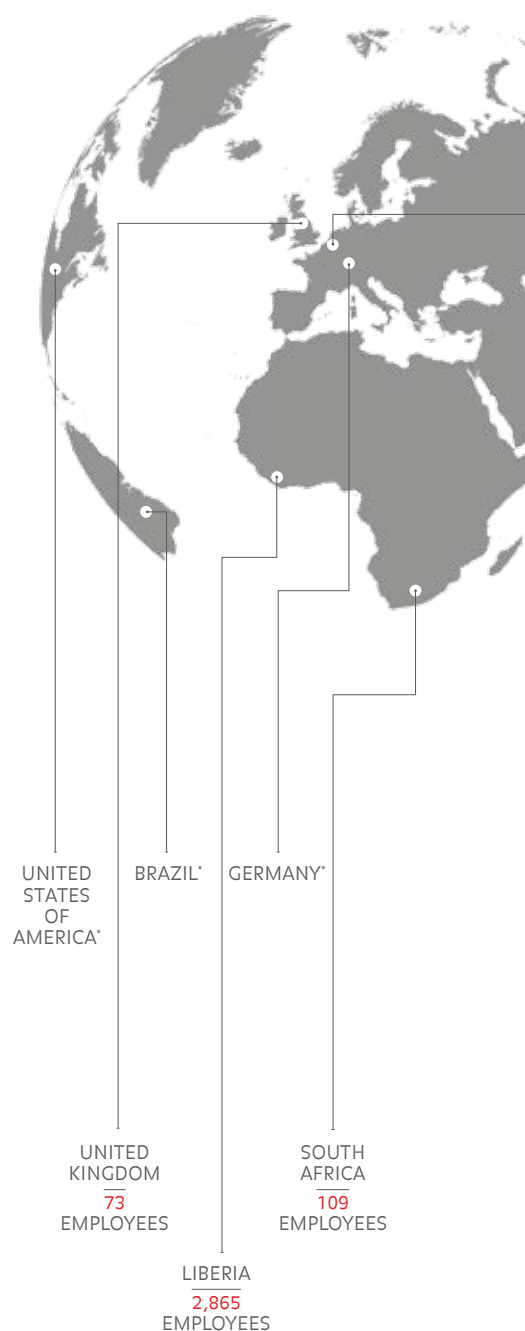 UNITED
STATES
OF
AMERICA*
BRAZIL*
GERMANY*
UNITED
KINGDOM
73
EMPLOYEES
SOUTH
AFRICA
109
EMPLOYEES
LIBERIA
2,865
EMPLOYEES